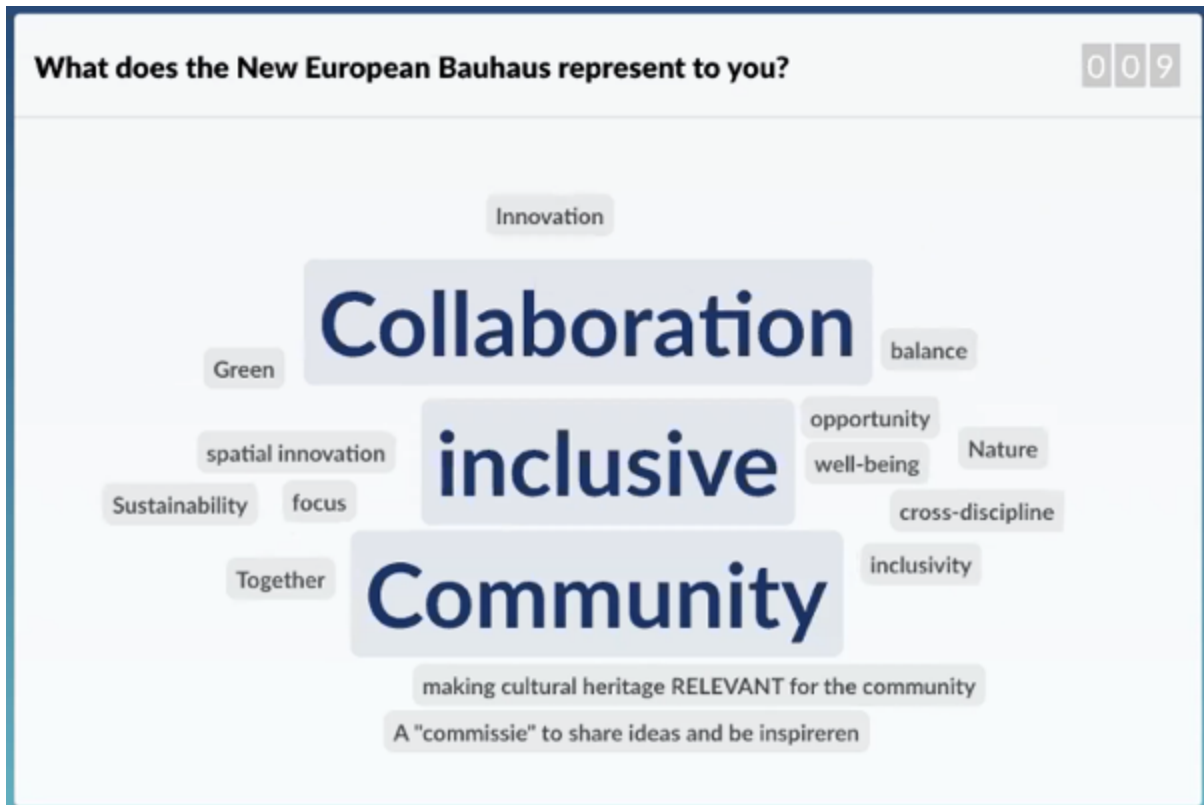 What does the New European Bauhaus represent to you?
009
Innovation
Collaboration
balance
Green
opportunity
inclusive
Nature
spatial innovation
well-being
Sustainability
focus
cross-discipline
inclusivity
Together
Community
making cultural heritage RELEVANT for the community
A "commissie" to share ideas and be inspireren